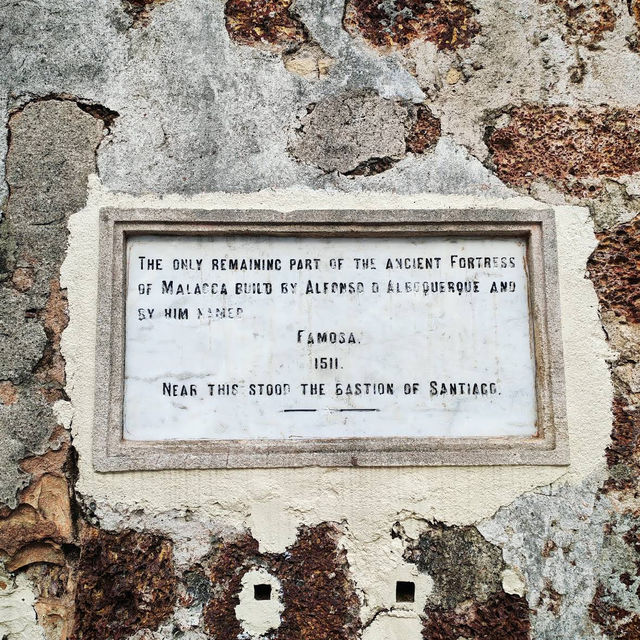 The only remaining part of the ancient Fortress
of Malacca build by Alfonso d Albuquerque and
by him named
Famosa.
1511.
Near this stood the bastion of Santiago.